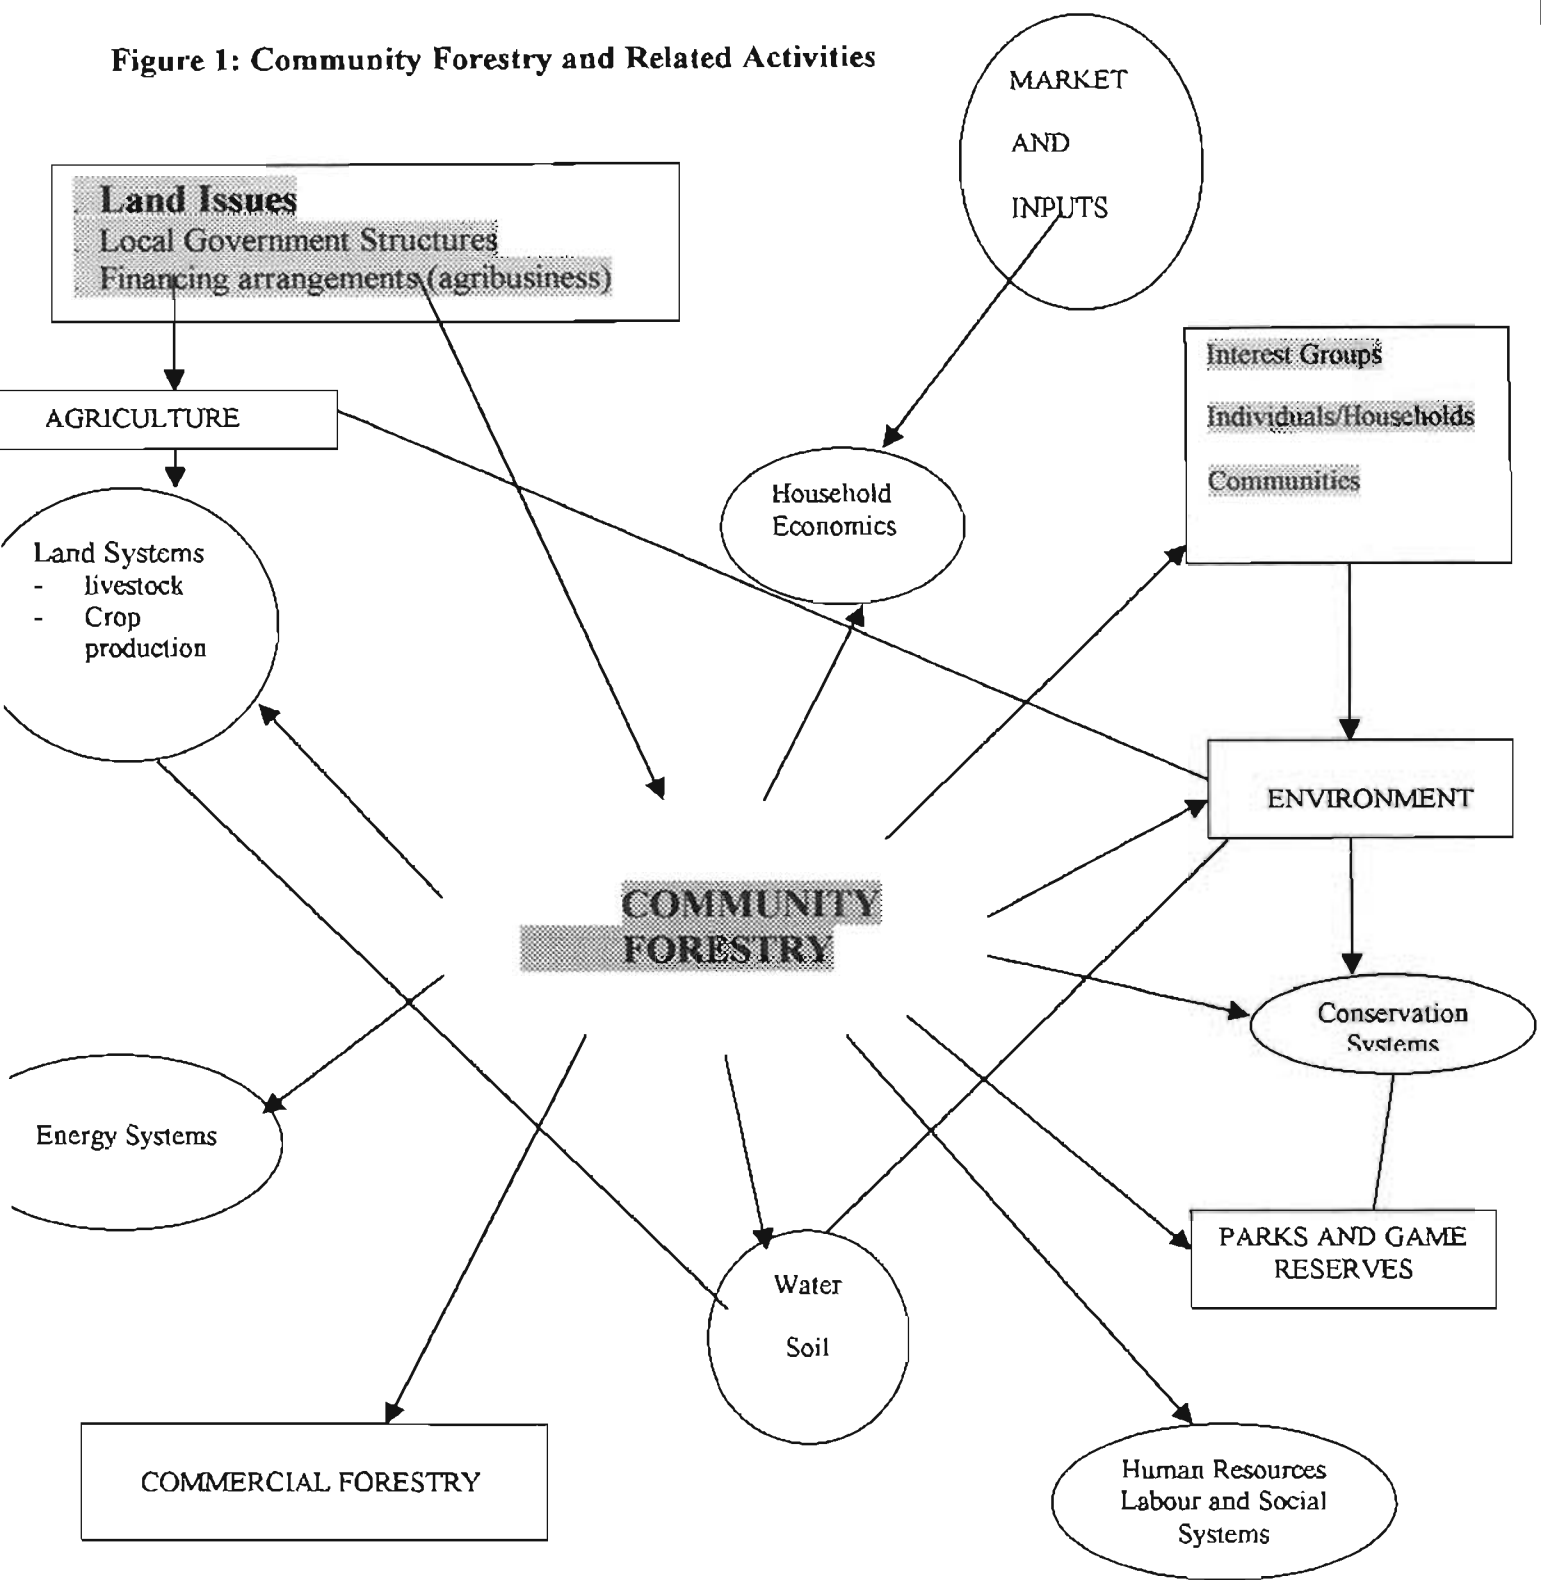 Figure 1: Community Forestry and Related Activities
MARKET
AND
INPUTS
Land Issues
Local Government Structures
Financing arrangements (agribusiness)
Interest Groups
Individuals/Households
Communities
AGRICULTURE
Household
Economics
Land Systems
- livestock
- Crop
production
ENVIRONMENT
COMMUNITY
FORESTRY
Conservation
Systems
Energy Systems
PARKS AND GAME
RESERVES
Water
Soil
COMMERCIAL FORESTRY
Human Resources
Labour and Social
Systems